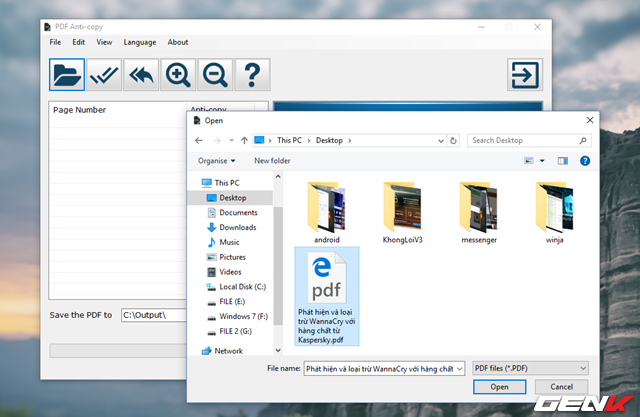 PDF Anti-copy
File Edit View Language About
Page Number Anti-copy
Save the PDF to C:\Output\
Open
This PC Desktop
Search Desktop
Organise New folder
This PC
Desktop
Documents
Downloads
Music
Pictures
Videos
Local Disk (C:)
FILE (E:)
Windows 7 (F:)
FILE 2 (G:)
Network
android KhongLoiV3 messenger winja
pdf
Phát hiện và loại
trừ WannaCry với
hàng chất từ
Kaspersky.pdf
File name: Phát hiện và loại trừ WannaCry với hàng chất
PDF files (*.PDF)
Open Cancel
GENK